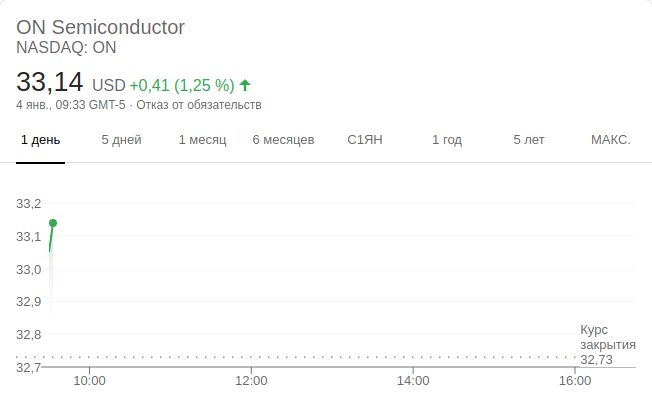 ON Semiconductor
NASDAQ: ON
33,14 USD +0,41 (1,25 %)
4 янв., 09:33 GMT-5 · Отказ от обязательств
1 день 5 дней 1 месяц 6 месяцев С1ЯН 1 год 5 лет МАКС.
33,2
33,1
33,0
32,9
32,8
32,7
Курс
закрытия
32,73
10:00 12:00 14:00 16:00